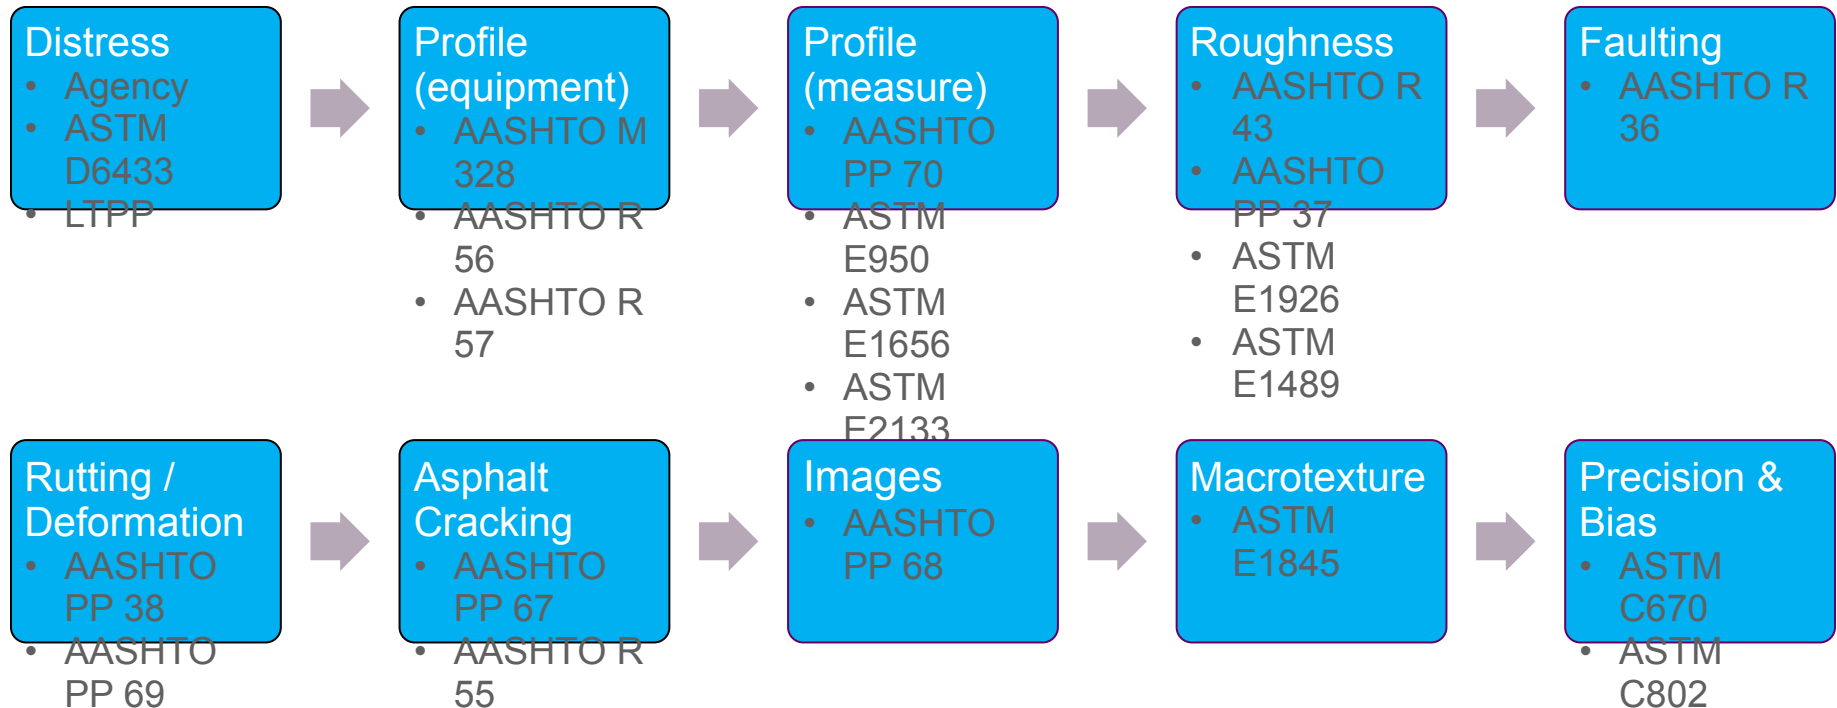 Distress
• Agency
• ASTM
D6433
• LTPP
Profile
(equipment)
• AASHTO M
328
• AASHTO R
56
• AASHTO R
57
Profile
(measure)
• AASHTO
PP 70
• ASTM
E950
• ASTM
E1656
• ASTM
E2133
Roughness
• AASHTO R
43
• AASHTO
PP 37
• ASTM
E1926
• ASTM
E1489
Faulting
• AASHTO R
36
Rutting /
Deformation
• AASHTO
PP 38
• AASHTO
PP 69
Asphalt
Cracking
• AASHTO
PP 67
• AASHTO R
55
Images
• AASHTO
PP 68
Macrotexture
• ASTM
E1845
Precision &
Bias
• ASTM
C670
• ASTM
C802